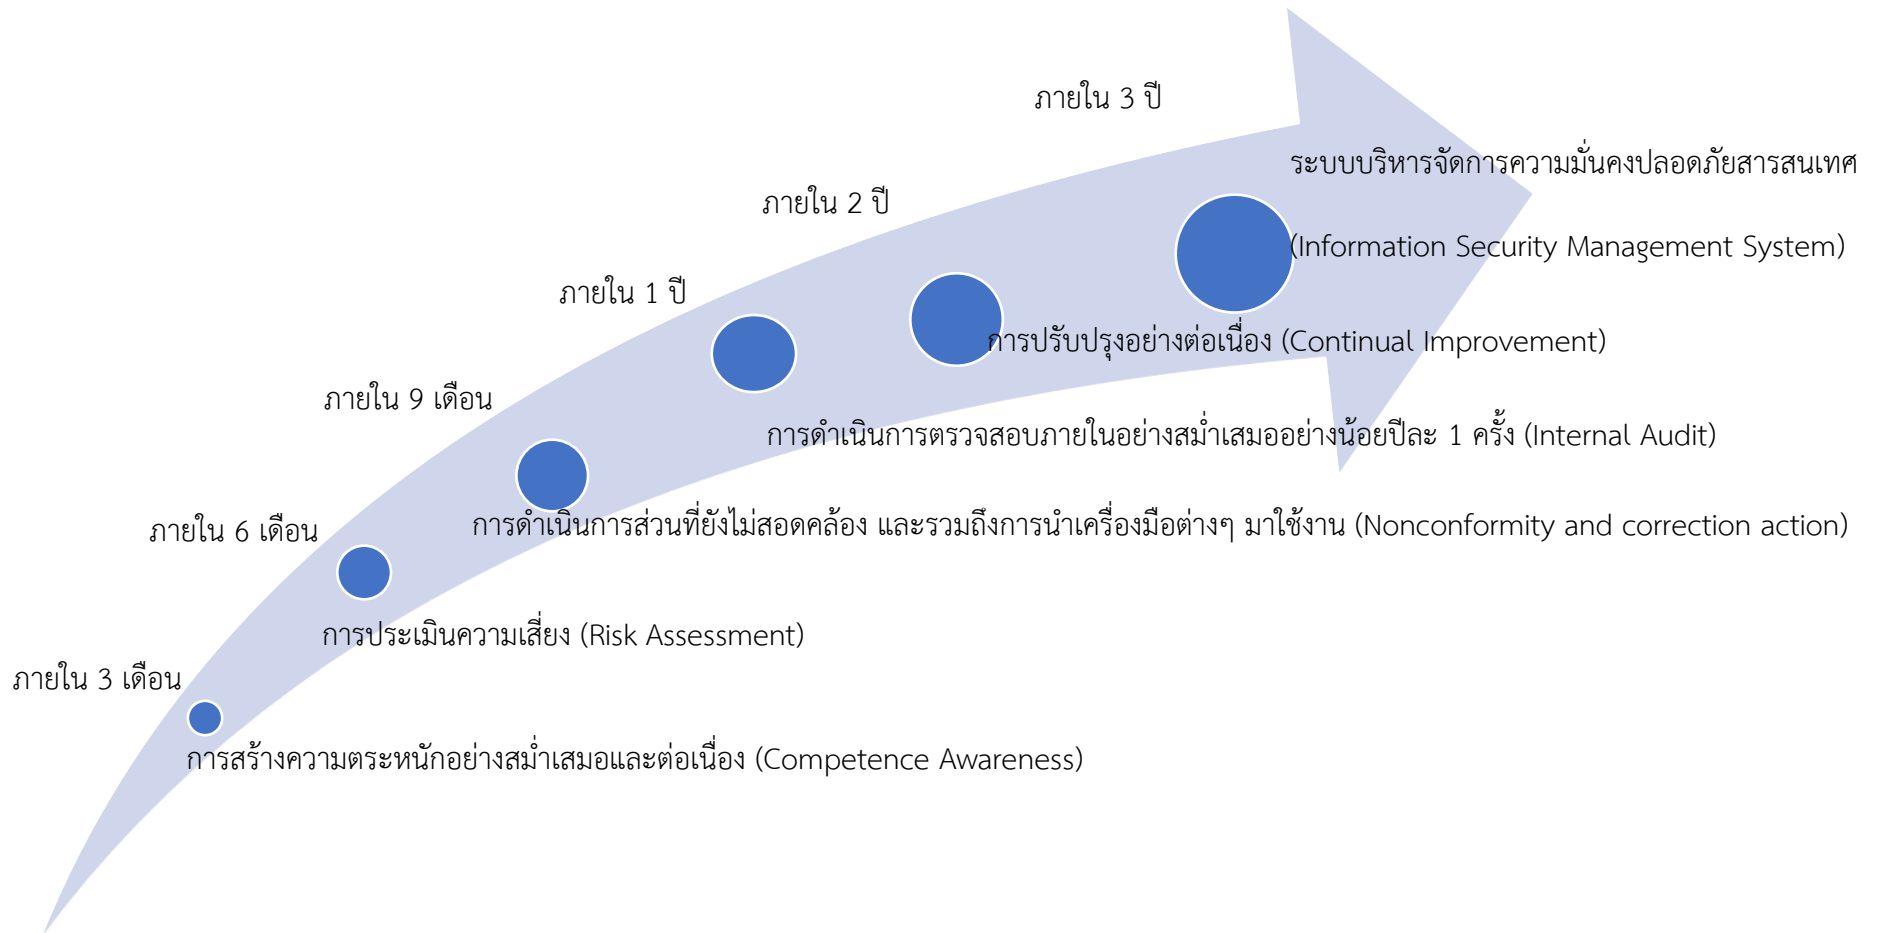 ภายใน 3 ปี
ระบบบริหารจัดการความมั่นคงปลอดภัยสารสนเทศ
(Information Security Management System)
ภายใน 2 ปี
การปรับปรุงอย่างต่อเนื่อง (Continual Improvement)
ภายใน 1 ปี
การดำเนินการตรวจสอบภายในอย่างสม่ำเสมออย่างน้อยปีละ 1 ครั้ง (Internal Audit)
ภายใน 9 เดือน
การดำเนินการส่วนที่ยังไม่สอดคล้อง และรวมถึงการนำเครื่องมือต่างๆ มาใช้งาน (Nonconformity and correction action)
ภายใน 6 เดือน
การประเมินความเสี่ยง (Risk Assessment)
ภายใน 3 เดือน
การสร้างความตระหนักอย่างสม่ำเสมอและต่อเนื่อง (Competence Awareness)